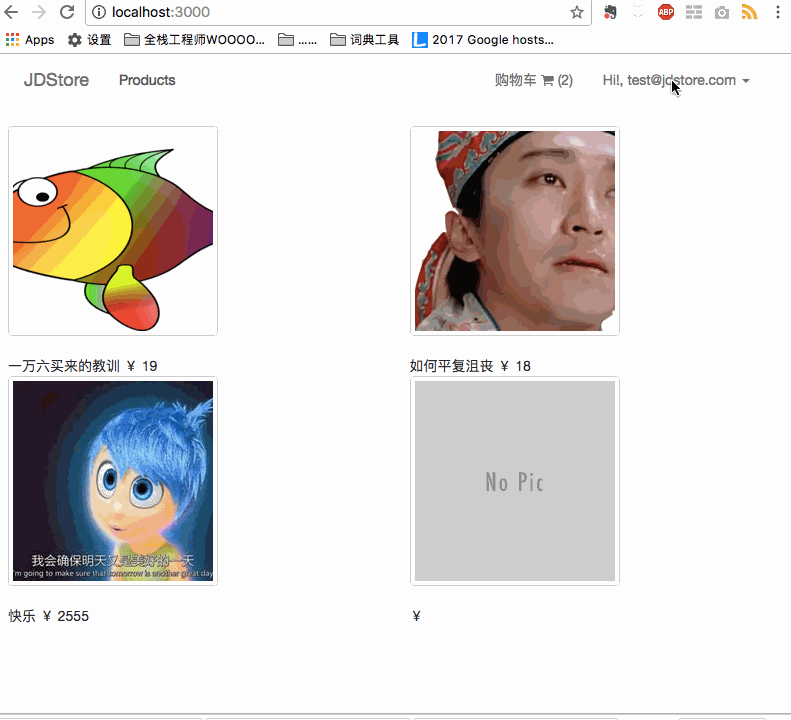 localhost:3000
ABP
Apps 设置 全栈工程师WOOOO... ...... 词典工具 2017 Google hosts...
JDStore Products 购物车 (2) Hi!, test@jdstore.com
一万六买来的教训 ￥ 19 如何平复沮丧 ￥ 18
我会确保明天又是美好的一天
I'm going to make sure that tomorrow is another great day
No Pic
快乐 ￥ 2555 ￥